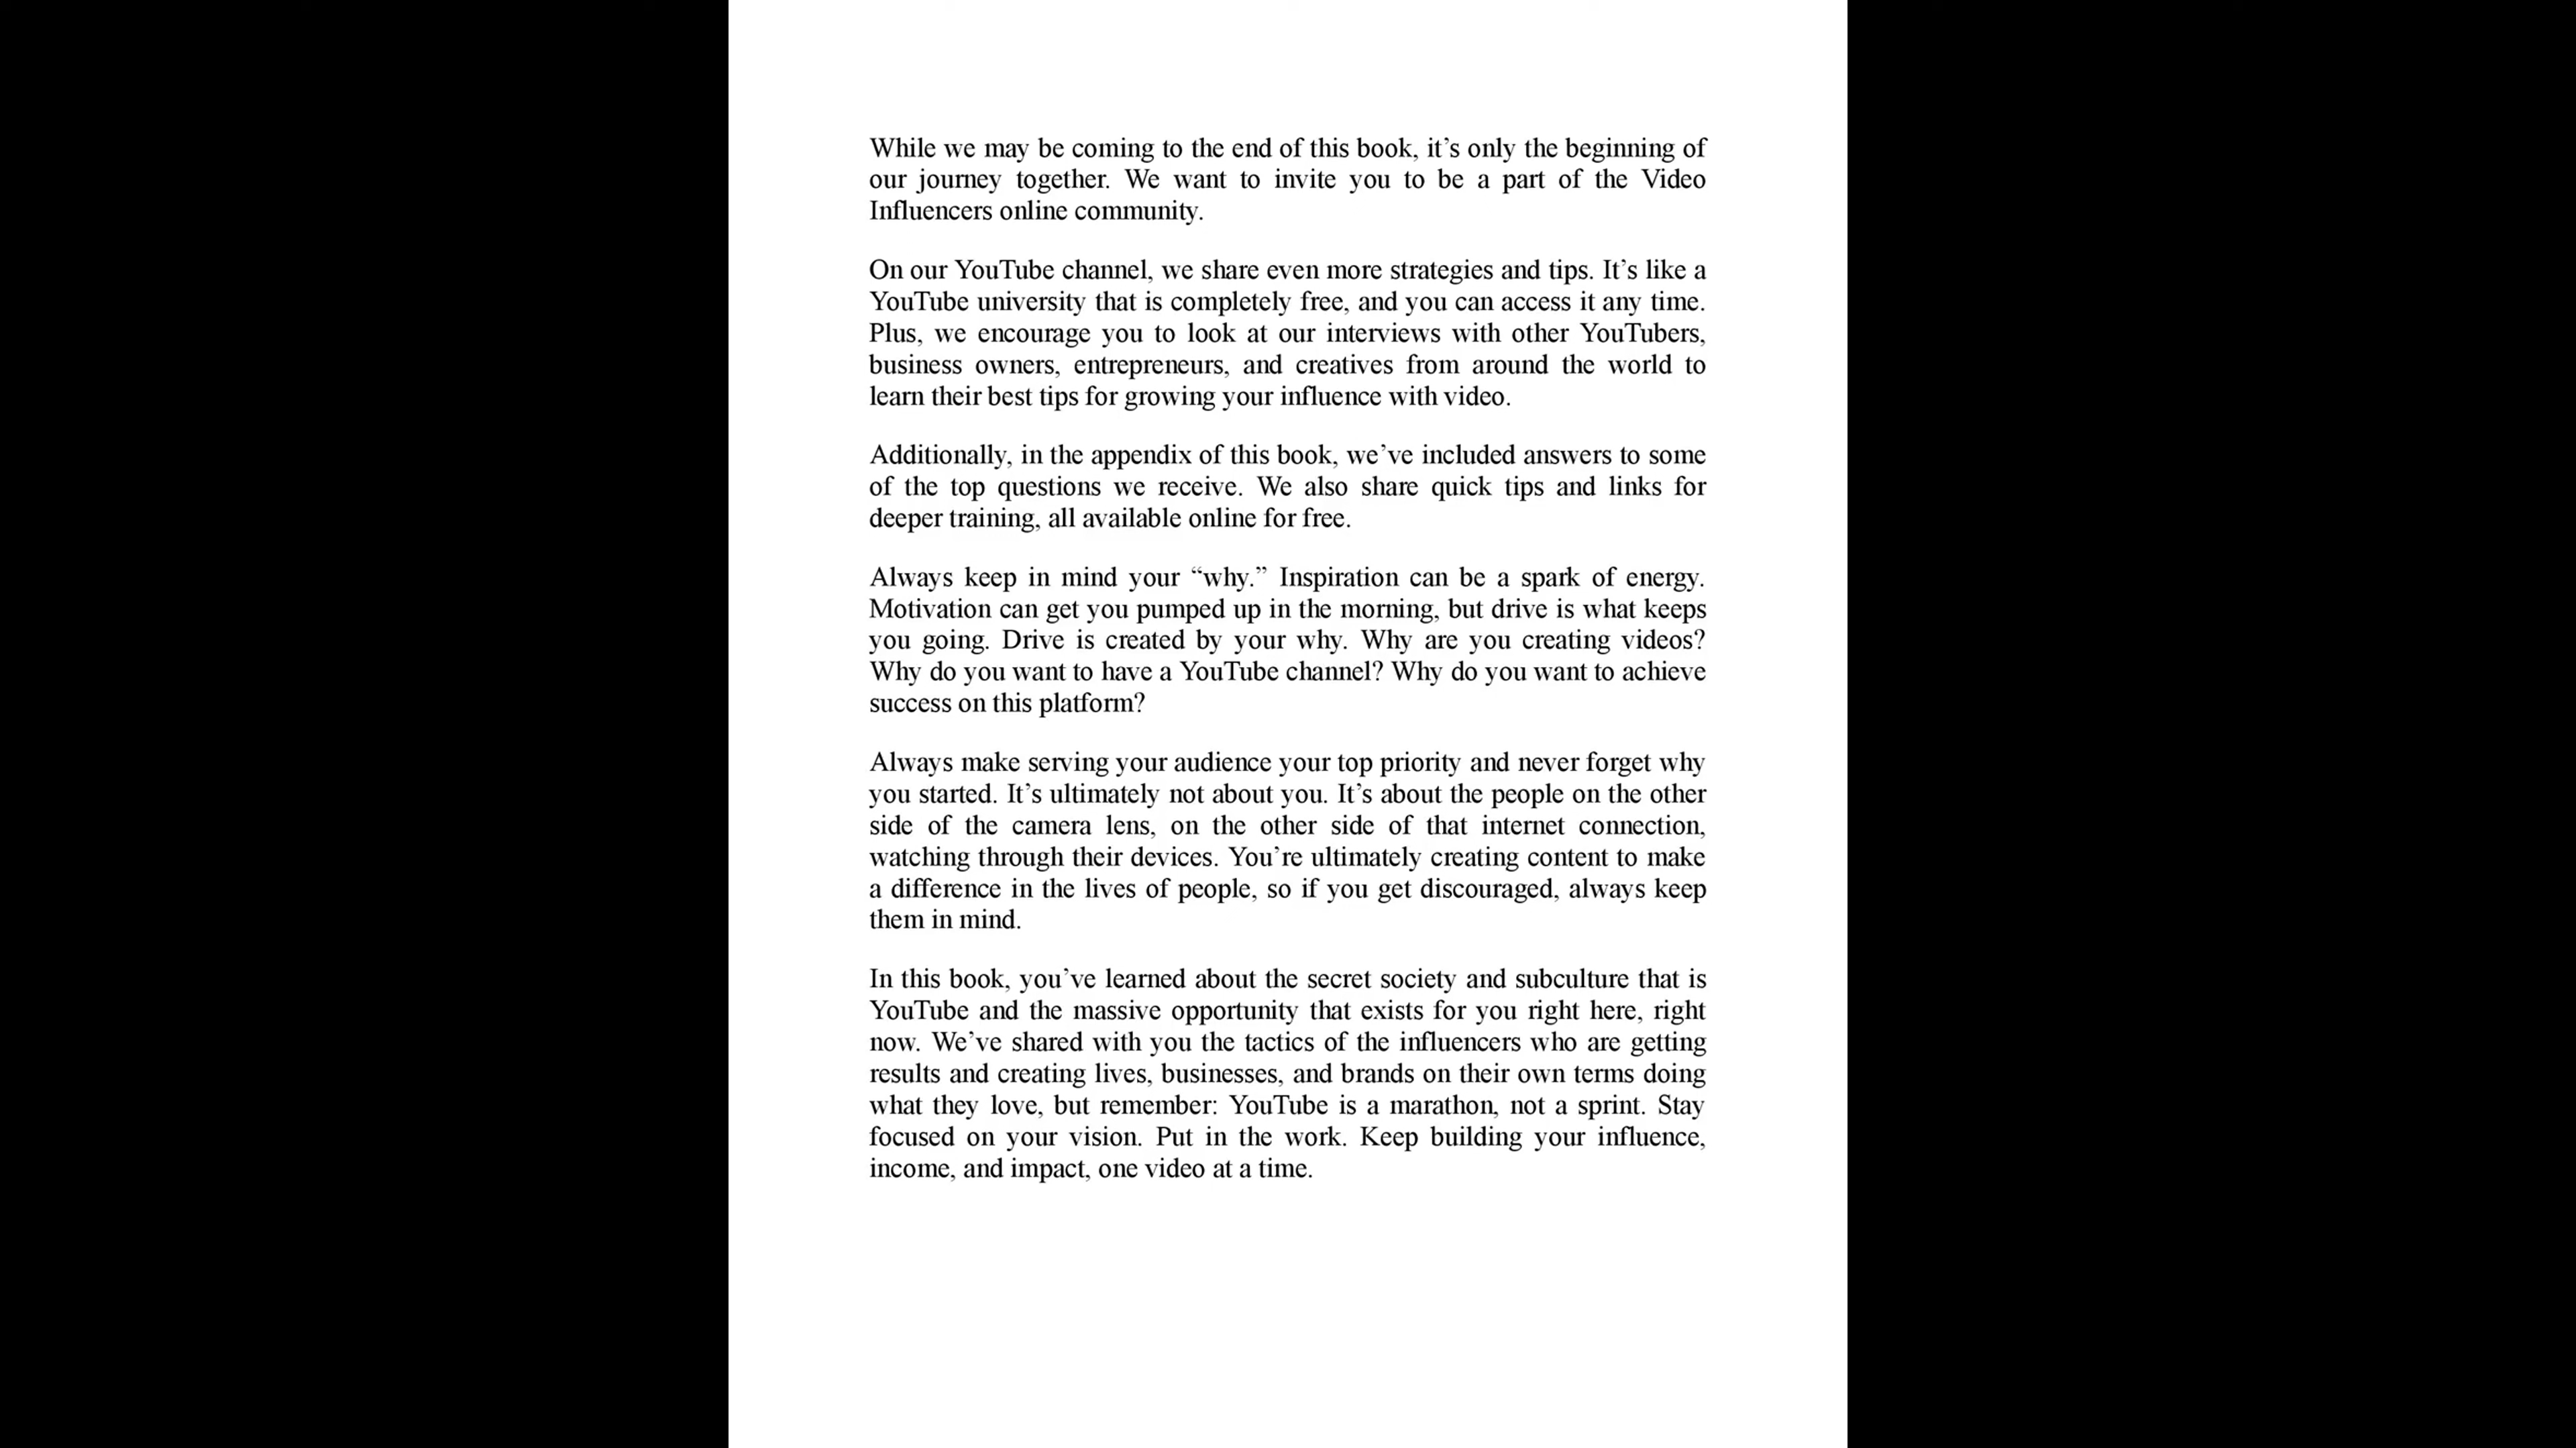 While we may be coming to the end of this book, it’s only the beginning of
our journey together. We want to invite you to be a part of the Video
Influencers online community.
On our YouTube channel, we share even more strategies and tips. It’s like a
YouTube university that is completely free, and you can access it any time.
Plus, we encourage you to look at our interviews with other YouTubers,
business owners, entrepreneurs, and creatives from around the world to
learn their best tips for growing your influence with video.
Additionally, in the appendix of this book, we’ve included answers to some
of the top questions we receive. We also share quick tips and links for
deeper training, all available online for free.
Always keep in mind your “why.” Inspiration can be a spark of energy.
Motivation can get you pumped up in the morning, but drive is what keeps
you going. Drive is created by your why. Why are you creating videos?
Why do you want to have a YouTube channel? Why do you want to achieve
success on this platform?
Always make serving your audience your top priority and never forget why
you started. It’s ultimately not about you. It’s about the people on the other
side of the camera lens, on the other side of that internet connection,
watching through their devices. You’re ultimately creating content to make
a difference in the lives of people, so if you get discouraged, always keep
them in mind.
In this book, you’ve learned about the secret society and subculture that is
YouTube and the massive opportunity that exists for you right here, right
now. We’ve shared with you the tactics of the influencers who are getting
results and creating lives, businesses, and brands on their own terms doing
what they love, but remember: YouTube is a marathon, not a sprint. Stay
focused on your vision. Put in the work. Keep building your influence,
income, and impact, one video at a time.